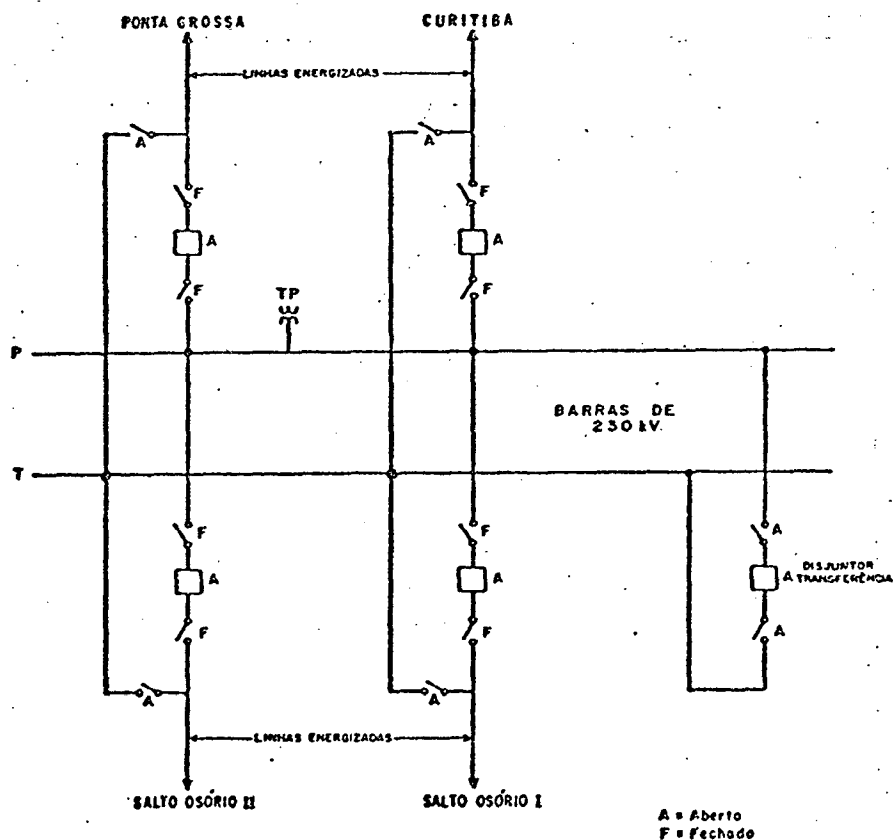 PONTA GROSSA
CURITIBA
LINHAS ENERGIZADAS
A
A
F
F
A
A
F
F
TP
P
BARRAS DE
230 kV.
T
F
F
A
A
A
A
DISJUNTOR
TRANSFERÊNCIA
F
F
A
A
A
LINHAS ENERGIZADAS
SALTO OSÓRIO II
SALTO OSÓRIO I
A = Aberto
F = Fechado